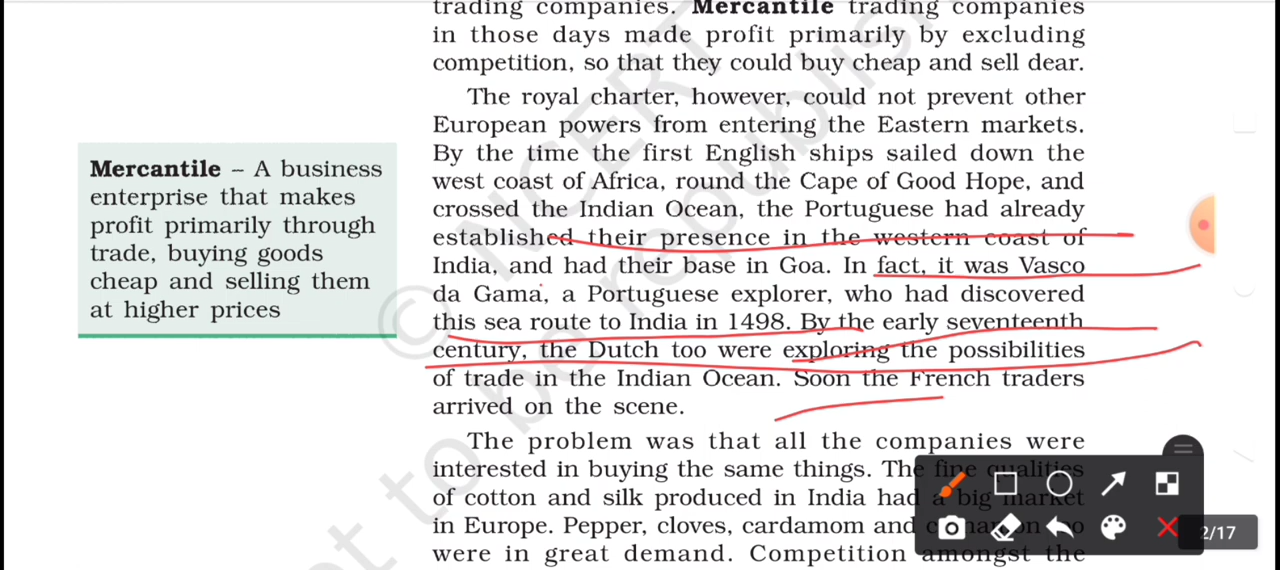 trading companies. Mercantile trading companies
in those days made profit primarily by excluding
competition, so that they could buy cheap and sell dear.
The royal charter, however, could not prevent other
European powers from entering the Eastern markets.
By the time the first English ships sailed down the
west coast of Africa, round the Cape of Good Hope, and
crossed the Indian Ocean, the Portuguese had already
established their presence in the western coast of
India, and had their base in Goa. In fact, it was Vasco
da Gama, a Portuguese explorer, who had discovered
this sea route to India in 1498. By the early seventeenth
century, the Dutch too were exploring the possibilities
of trade in the Indian Ocean. Soon the French traders
arrived on the scene.
The problem was that all the companies were
interested in buying the same things. The fine qualities
of cotton and silk produced in India had a big market
in Europe. Pepper, cloves, cardamom and
were in great demand. Competition amongst the
Mercantile – A business
enterprise that makes
profit primarily through
trade, buying goods
cheap and selling them
at higher prices
© NCERT
not to be republished
2/17